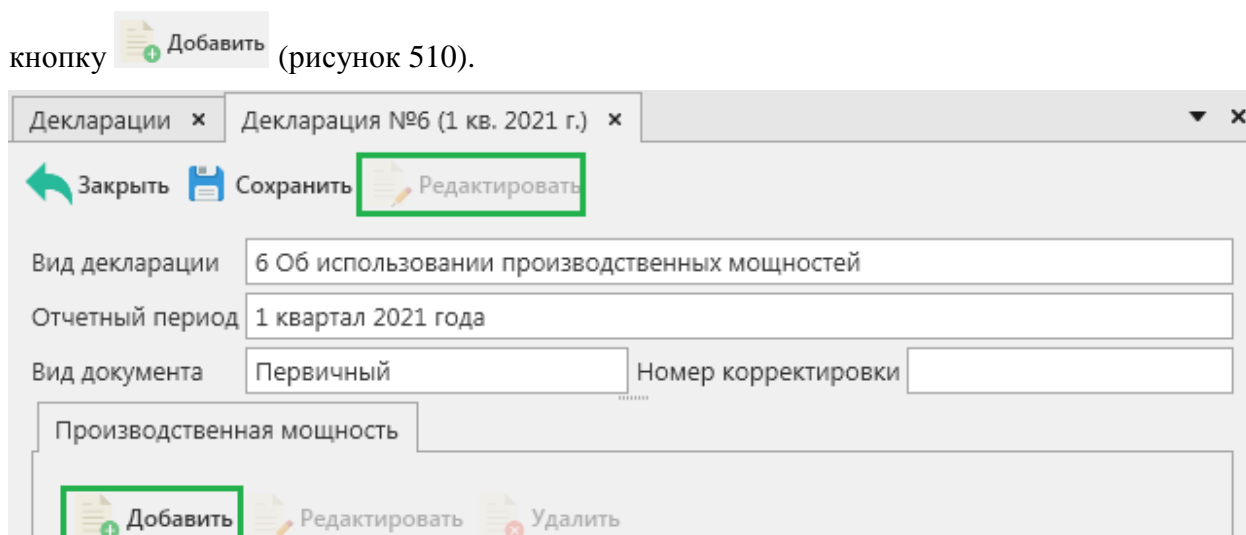 кнопку Добавить (рисунок 510).
Декларации × Декларация №6 (1 кв. 2021 г.) ×
Закрыть Сохранить Редактировать
Вид декларации 6 Об использовании производственных мощностей
Отчетный период 1 квартал 2021 года
Вид документа Первичный Номер корректировки
Производственная мощность
Добавить Редактировать Удалить